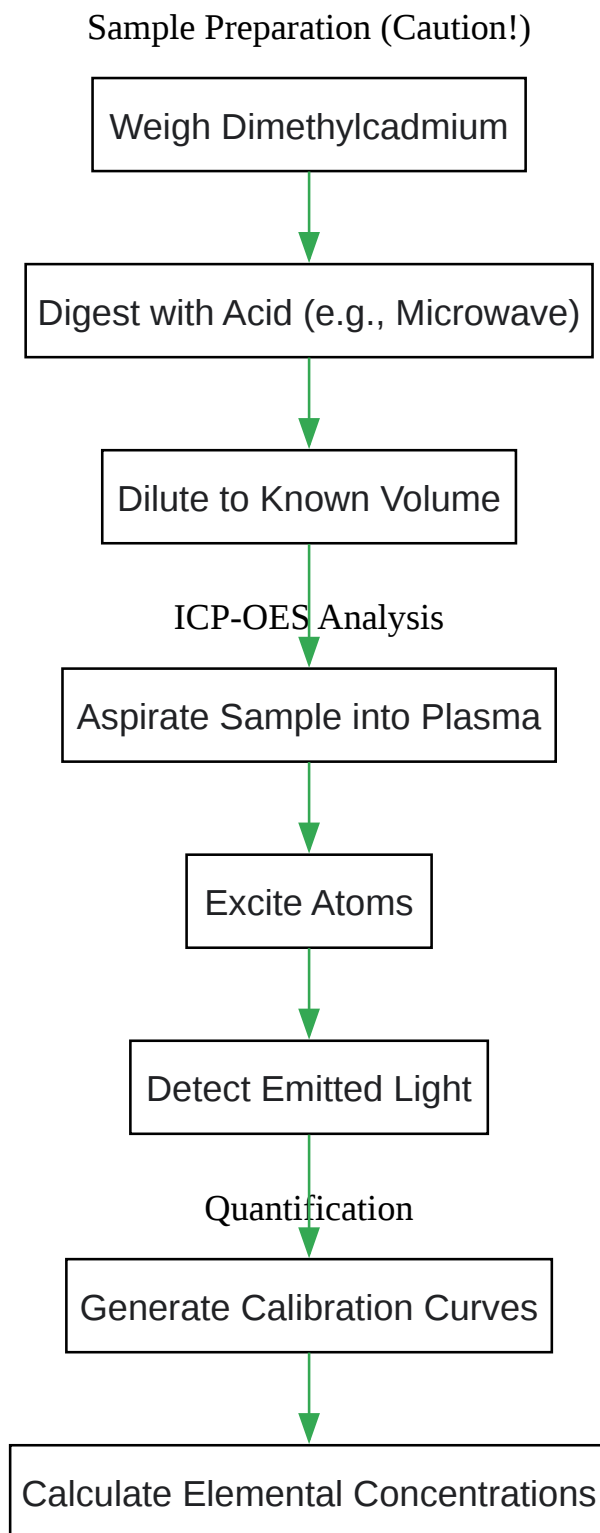 Sample Preparation (Caution!)
Weigh Dimethylcadmium
Digest with Acid (e.g., Microwave)
Dilute to Known Volume
ICP-OES Analysis
Aspirate Sample into Plasma
Excite Atoms
Detect Emitted Light
Quantification
Generate Calibration Curves
Calculate Elemental Concentrations